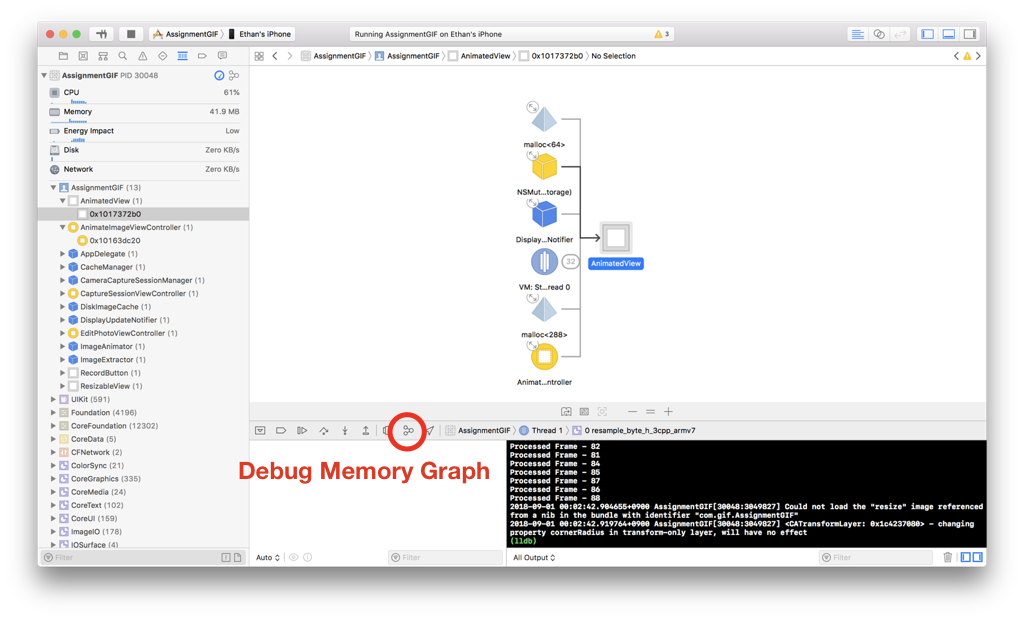 AssignmentGIF
Ethan's iPhone
Running AssignmentGIF on Ethan's iPhone
3
AssignmentGIF
AssignmentGIF
AnimatedView
0x1017372b0
No Selection
AssignmentGIF PID 30048
CPU 61%
Memory 41.9 MB
Energy Impact Low
Disk Zero KB/s
Network Zero KB/s
AssignmentGIF (13)
AnimatedView (1)
0x1017372b0
AnimateImageViewController (1)
0x10163dc20
AppDelegate (1)
CacheManager (1)
CameraCaptureSessionManager (1)
CaptureSessionViewController (1)
DiskImageCache (1)
DisplayUpdateNotifier (1)
EditPhotoViewController (1)
ImageAnimator (1)
ImageExtractor (1)
RecordButton (1)
ResizableView (1)
UIKit (591)
Foundation (4196)
CoreFoundation (12302)
CoreData (5)
CFNetwork (2)
ColorSync (21)
CoreGraphics (335)
CoreMedia (24)
CoreText (102)
CoreUI (159)
ImageIO (178)
IOSurface (4)
Filter
malloc<64>
NSMut...torage)
Display...Notifier
32
VM: St...read 0
malloc<288>
Animat...ntroller
AnimatedView
AssignmentGIF
Thread 1
0 resample_byte_h_3cpp_armv7
Debug Memory Graph
Processed Frame - 82
Processed Frame - 81
Processed Frame - 84
Processed Frame - 85
Processed Frame - 87
Processed Frame - 86
Processed Frame - 88
2018-09-01 00:02:42.904655+0900 AssignmentGIF[30048:3049827] Could not load the "resize" image referenced
from a nib in the bundle with identifier "com.gif.AssignmentGIF"
2018-09-01 00:02:42.919764+0900 AssignmentGIF[30048:3049827] <CATransformLayer: 0x1c4237080> - changing
property cornerRadius in transform-only layer, will have no effect
(lldb)
Auto
Filter
All Output
Filter